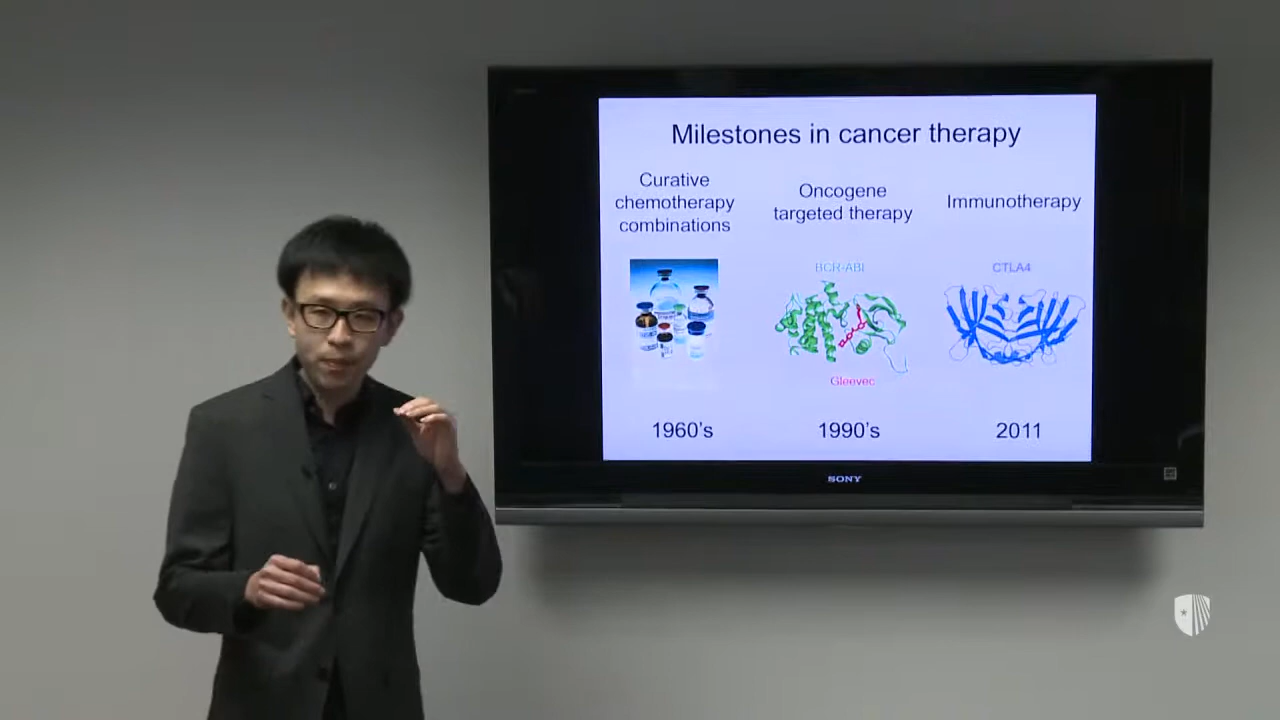 Milestones in cancer therapy
Curative
chemotherapy
combinations
Oncogene
targeted therapy
Immunotherapy
BCR-ABl
CTLA4
Gleevec
1960's
1990's
2011
SONY